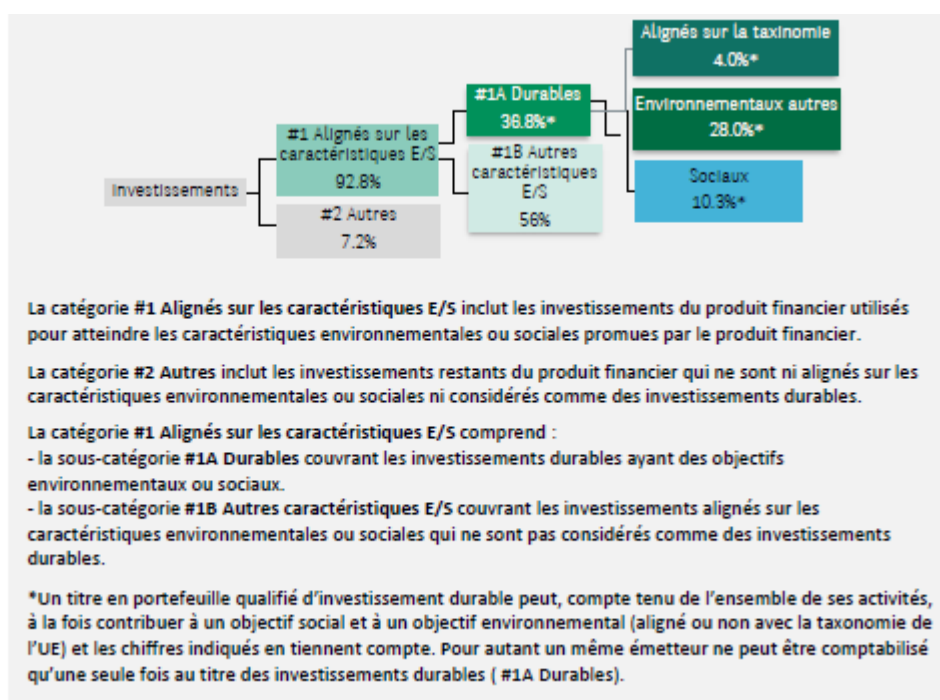 Alignés sur la taxinomie
4.0%*
#1A Durables
36.8%*
Environnementaux autres
28.0%*
#1 Alignés sur les
caractéristiques E/S
92.8%
#1B Autres
caractéristiques
E/S
56%
Sociaux
10.3%*
Investissements
#2 Autres
7.2%
La catégorie #1 Alignés sur les caractéristiques E/S inclut les investissements du produit financier utilisés
pour atteindre les caractéristiques environnementales ou sociales promues par le produit financier.
La catégorie #2 Autres inclut les investissements restants du produit financier qui ne sont ni alignés sur les
caractéristiques environnementales ou sociales ni considérés comme des investissements durables.
La catégorie #1 Alignés sur les caractéristiques E/S comprend :
- la sous-catégorie #1A Durables couvrant les investissements durables ayant des objectifs
environnementaux ou sociaux.
- la sous-catégorie #1B Autres caractéristiques E/S couvrant les investissements alignés sur les
caractéristiques environnementales ou sociales qui ne sont pas considérés comme des investissements
durables.
*Un titre en portefeuille qualifié d'investissement durable peut, compte tenu de l'ensemble de ses activités,
à la fois contribuer à un objectif social et à un objectif environnemental (aligné ou non avec la taxonomie de
l'UE) et les chiffres indiqués en tiennent compte. Pour autant un même émetteur ne peut être comptabilisé
qu'une seule fois au titre des investissements durables ( #1A Durables).